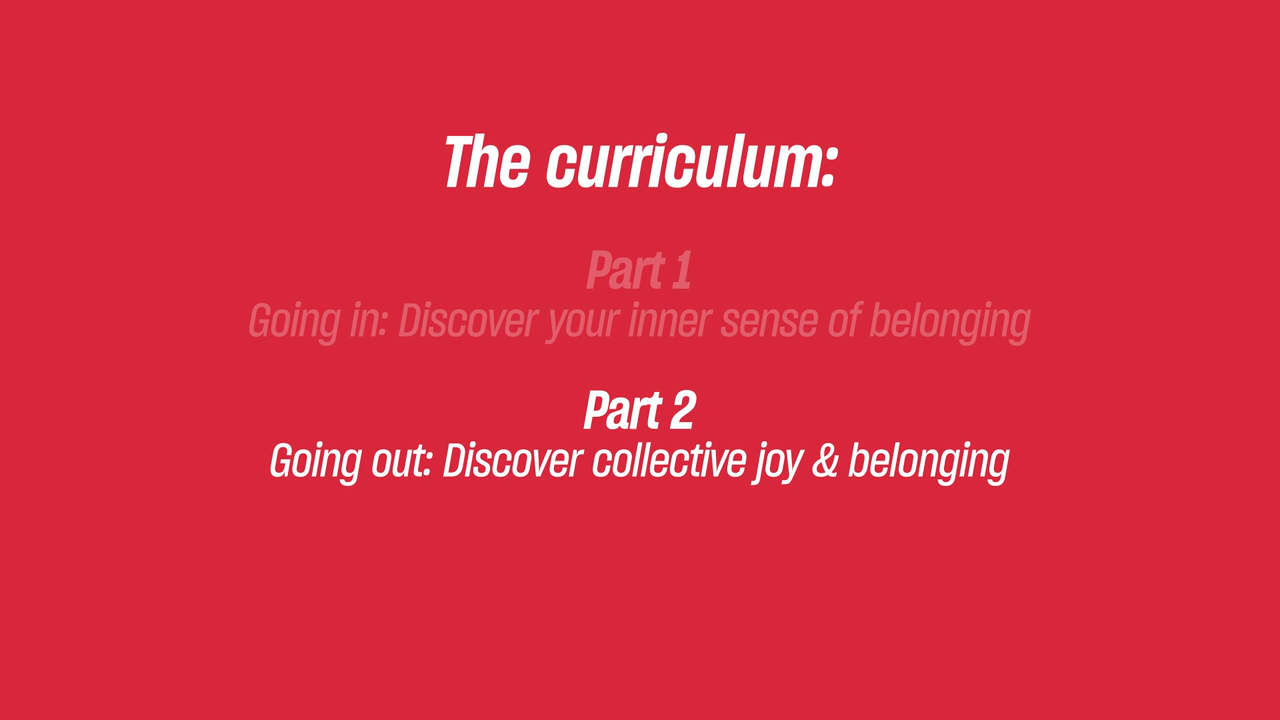 The curriculum:
Part 1
Going in: Discover your inner sense of belonging
Part 2
Going out: Discover collective joy & belonging